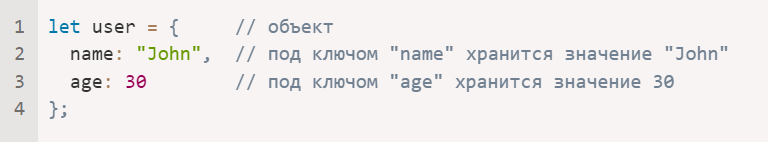 1 let user = {     // объект
2   name: "John",  // под ключом "name" хранится значение "John"
3   age: 30        // под ключом "age" хранится значение 30
4 };